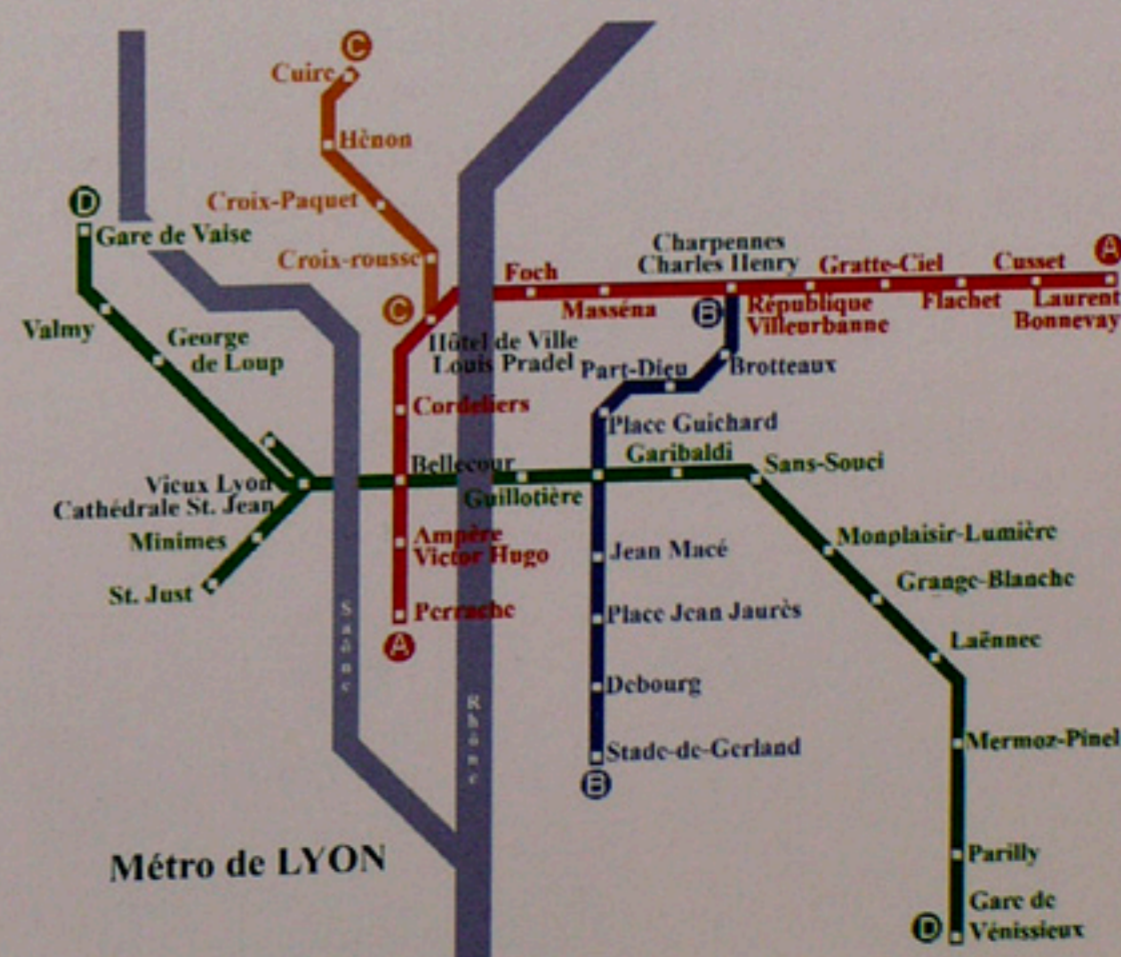 C
Cuire
Hènon
Croix-Paquet
D
Gare de Vaise
Croix-rousse
C
Foch
Masséna
Charpennes
Charles Henry
B
République
Villeurbanne
Gratte-Ciel
Flachet
Cusset
A
Laurent
Bonnevay
Valmy
George
de Loup
Hôtel de Ville
Louis Pradel
Part-Dieu
Brotteaux
Cordeliers
Place Guichard
Bellecour
Garibaldi
Sans-Souci
Vieux Lyon
Cathédrale St. Jean
Guillotière
Minimes
Ampère
Victor Hugo
Jean Macé
Monplaisir-Lumière
Grange-Blanche
St. Just
Perrache
A
Place Jean Jaurès
Laënnec
Saône
Debourg
Rhône
Mermoz-Pinel
Stade-de-Gerland
B
Métro de LYON
Parilly
D
Gare de
Vénissieux